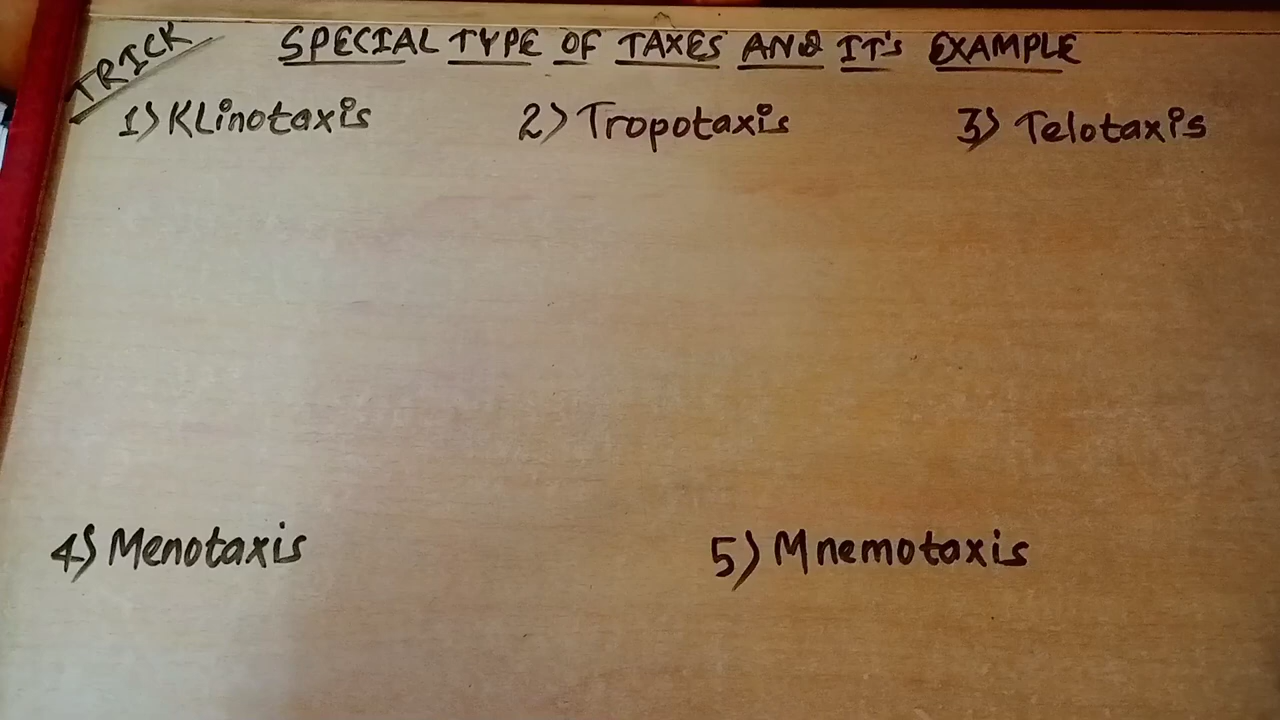 TRICK
SPECIAL TYPE OF TAXES AND IT's EXAMPLE
1) KLinotaxis 2) Tropotaxis 3) Telotaxis
4) Menotaxis 5) Mnemotaxis